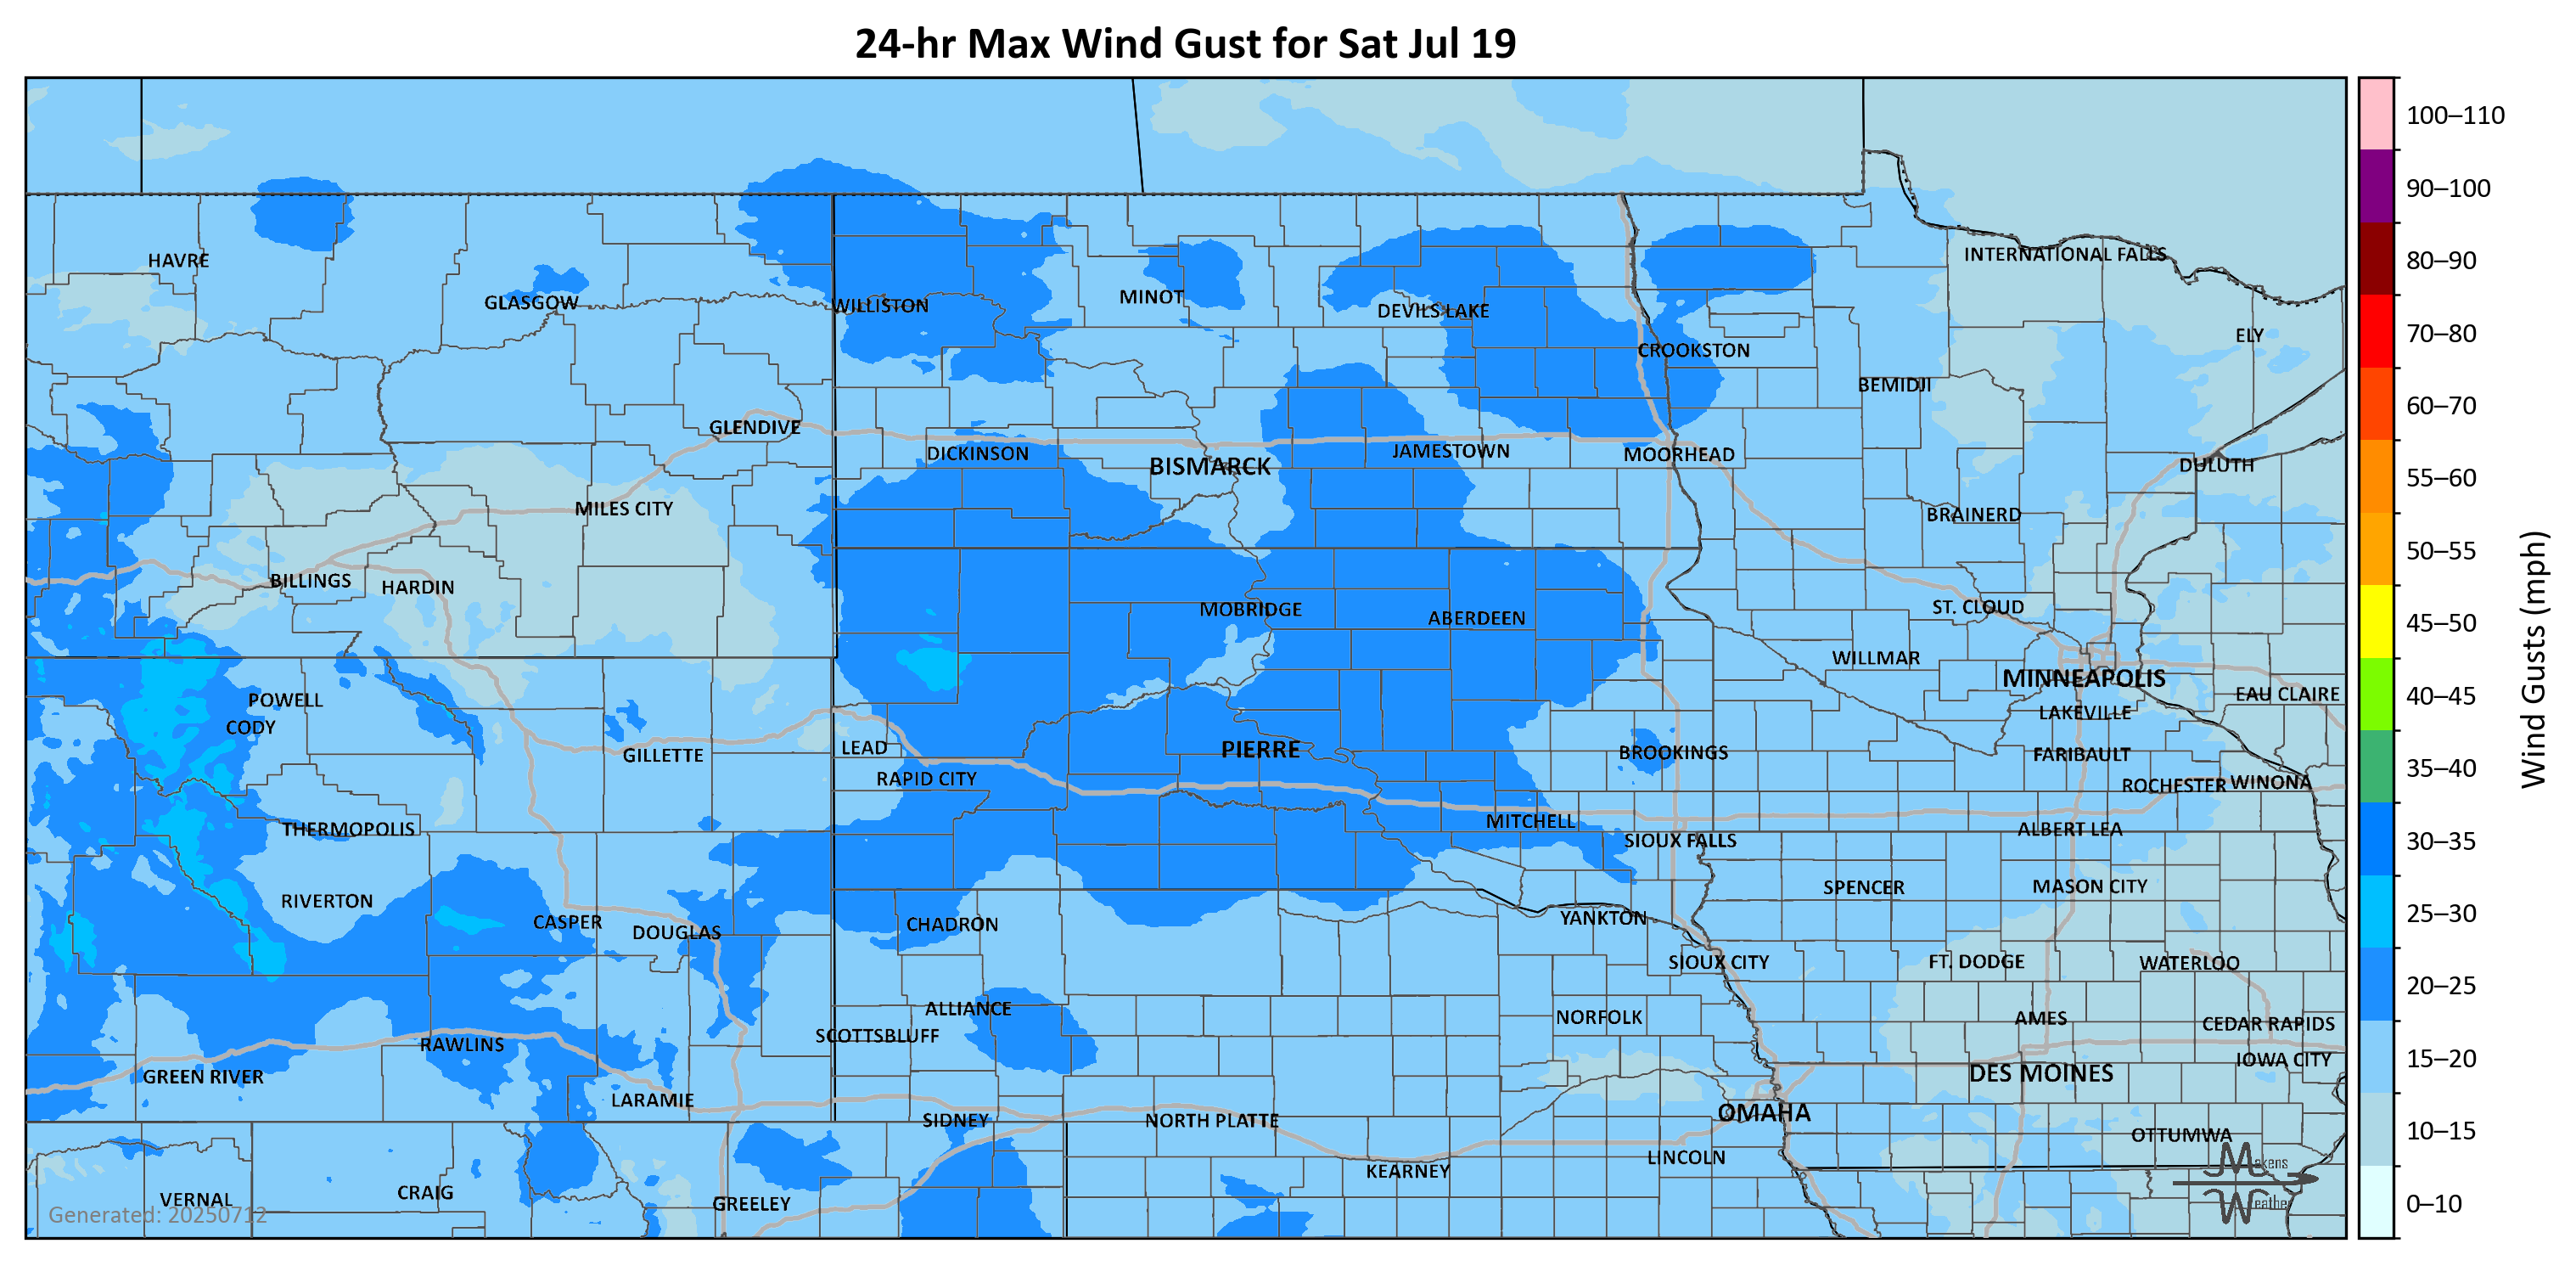 24-hr Max Wind Gust for Sat Jul 19
100–110
90–100
80–90
70–80
60–70
55–60
50–55
45–50
40–45
35–40
30–35
25–30
20–25
15–20
10–15
0–10
Wind Gusts (mph)
HAVRE
INTERNATIONAL FALLS
GLASGOW
WILLISTON
MINOT
DEVILS LAKE
ELY
CROOKSTON
BEMIDJI
GLENDIVE
DICKINSON
BISMARCK
JAMESTOWN
MOORHEAD
DULUTH
MILES CITY
BRAINERD
BILLINGS
HARDIN
MOBRIDGE
ABERDEEN
ST. CLOUD
WILLMAR
MINNEAPOLIS
EAU CLAIRE
POWELL
CODY
LAKEVILLE
GILLETTE
LEAD
PIERRE
BROOKINGS
FARIBAULT
RAPID CITY
ROCHESTER
WINONA
THERMOPOLIS
MITCHELL
SIOUX FALLS
ALBERT LEA
RIVERTON
SPENCER
MASON CITY
CASPER
DOUGLAS
CHADRON
YANKTON
SIOUX CITY
FT. DODGE
WATERLOO
ALLIANCE
SCOTTSBLUFF
NORFOLK
AMES
CEDAR RAPIDS
RAWLINS
IOWA CITY
GREEN RIVER
DES MOINES
LARAMIE
SIDNEY
NORTH PLATTE
OMAHA
OTTUMWA
KEARNEY
LINCOLN
VERNAL
CRAIG
GREELEY
Makens
Weather
Generated: 20250712